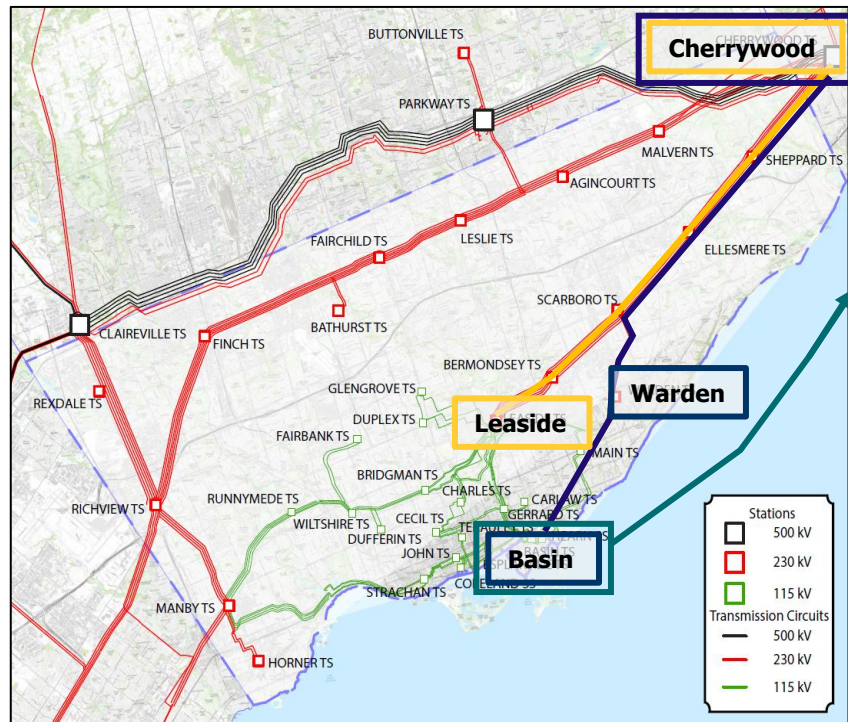 CHERRYWOOD TS
Cherrywood
BUTTONVILLE TS
PARKWAY TS
MALVERN TS
SHEPPARD TS
AGINCOURT TS
LESLIE TS
FAIRCHILD TS
ELLESMERE TS
SCARBORO TS
BATHURST TS
CLAIREVILLE TS
FINCH TS
BERMONDSEY TS
REXDALE TS
GLENGROVE TS
Warden
DUPLEX TS
Leaside
FAIRBANK TS
MAIN TS
BRIDGMAN TS
CHARLES TS
RUNNYMEDE TS
CARLAW TS
RICHVIEW TS
WILTSHIRE TS
CECIL TS
GERRARD TS
DUFFERIN TS
Basin
JOHN TS
STRACHAN TS
MANBY TS
HORNER TS
Stations
500 kV
230 kV
115 kV
Transmission Circuits
500 kV
230 kV
115 kV